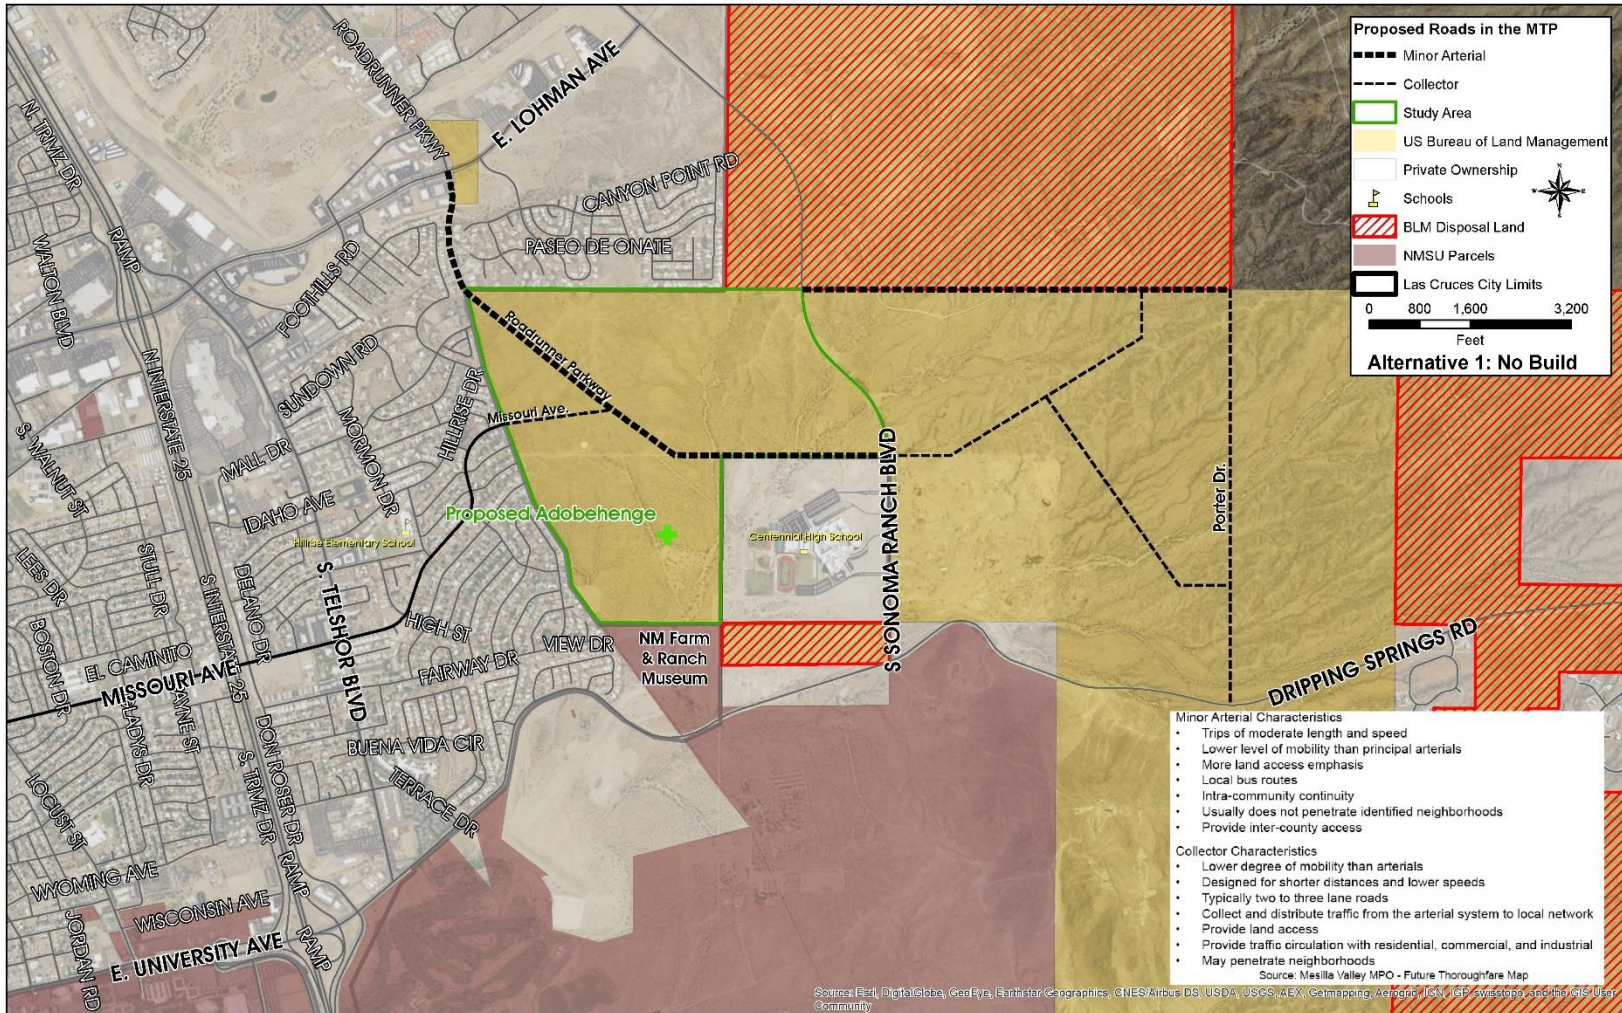 Proposed Roads in the MTP
Minor Arterial
Collector
Study Area
US Bureau of Land Management
Private Ownership
Schools
BLM Disposal Land
NMSU Parcels
Las Cruces City Limits
0 800 1,600 3,200
Feet
Alternative 1: No Build
N
ROADRUNNER PKWY
E. LOHMAN AVE
N. TRIVIZ DR
RAMP
CANYON POINT RD
PASEO DE ONATE
WALTON BLVD
FOOTHILLS RD
N. INTERSTATE 25
SUNDOWN RD
HILLRISE DR
Roadrunner Parkway
Missouri Ave.
MORMON DR
MALL DR
S. WALNUT ST
IDAHO AVE
Proposed Adobehenge
Hillrise Elementary School
Centennial High School
S SONOMA RANCH BLVD
Porter Dr.
LEES DR
STULL DR
S INTERSTATE 25
DELANO DR
S. TELSHOR BLVD
HIGH ST
VIEW DR
NM Farm
& Ranch
Museum
BOSTON DR
EL CAMINITO
MISSOURI AVE
FAIRWAY DR
DRIPPING SPRINGS RD
GLADYS DR
PAYNE ST
S. TRIVIZ DR
DON ROSER DR
BUENA VIDA CIR
TERRACE DR
LOCUST ST
WYOMING AVE
WISCONSIN AVE
RAMP
RAMP
JORDAN RD
E. UNIVERSITY AVE
Minor Arterial Characteristics
• Trips of moderate length and speed
• Lower level of mobility than principal arterials
• More land access emphasis
• Local bus routes
• Intra-community continuity
• Usually does not penetrate identified neighborhoods
• Provide inter-county access
Collector Characteristics
• Lower degree of mobility than arterials
• Designed for shorter distances and lower speeds
• Typically two to three lane roads
• Collect and distribute traffic from the arterial system to local network
• Provide land access
• Provide traffic circulation with residential, commercial, and industrial
• May penetrate neighborhoods
Source: Mesilla Valley MPO - Future Thoroughfare Map
Source: Esri, DigitalGlobe, GeoEye, Earthstar Geographics, CNES/Airbus DS, USDA, USGS, AEX, Getmapping, Aerogrid, IGN, IGP, swisstopo, and the GIS User
Community